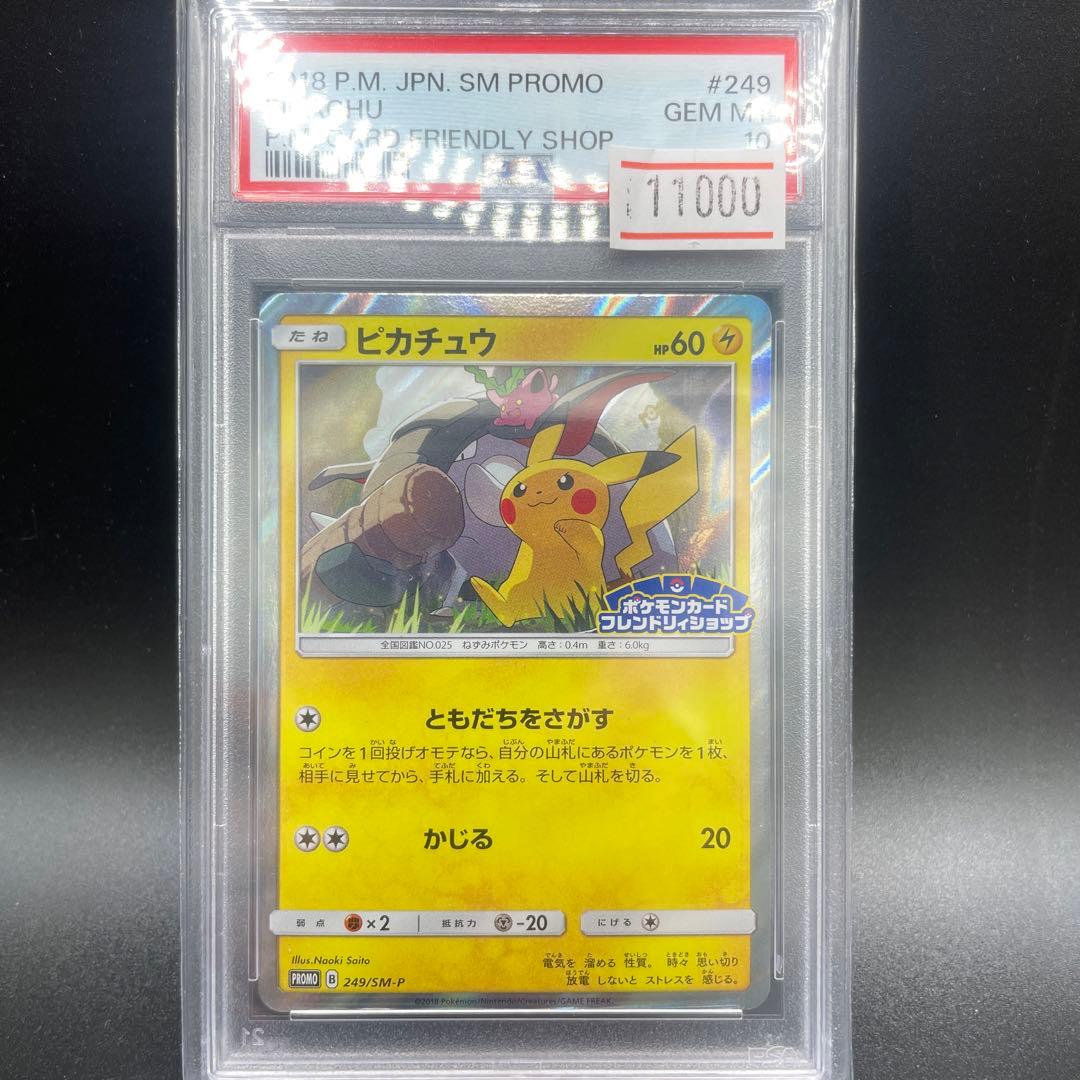 2018 P.M. JPN. SM PROMO #249
GEM MT
P.M. CARD FRIENDLY SHOP 10
11000
たね ピカチュウ HP60
ポケモンカード
フレンドリィショップ
全国図鑑NO.025 ねずみポケモン 高さ:0.4m 重さ:6.0kg
ともだちをさがす
コインを1回投げオモテなら、自分の山札にあるポケモンを1枚、
相手に見せてから、手札に加える。そして山札を切る。
かじる 20
弱点 ×2 抵抗力 -20 にげる
Illus.Naoki Saito
電気を 溜める 性質。 時々 思い切り
放電 しないと ストレスを 感じる。
PROMO B 249/SM-P
©2018 Pokémon/Nintendo/Creatures/GAME FREAK.